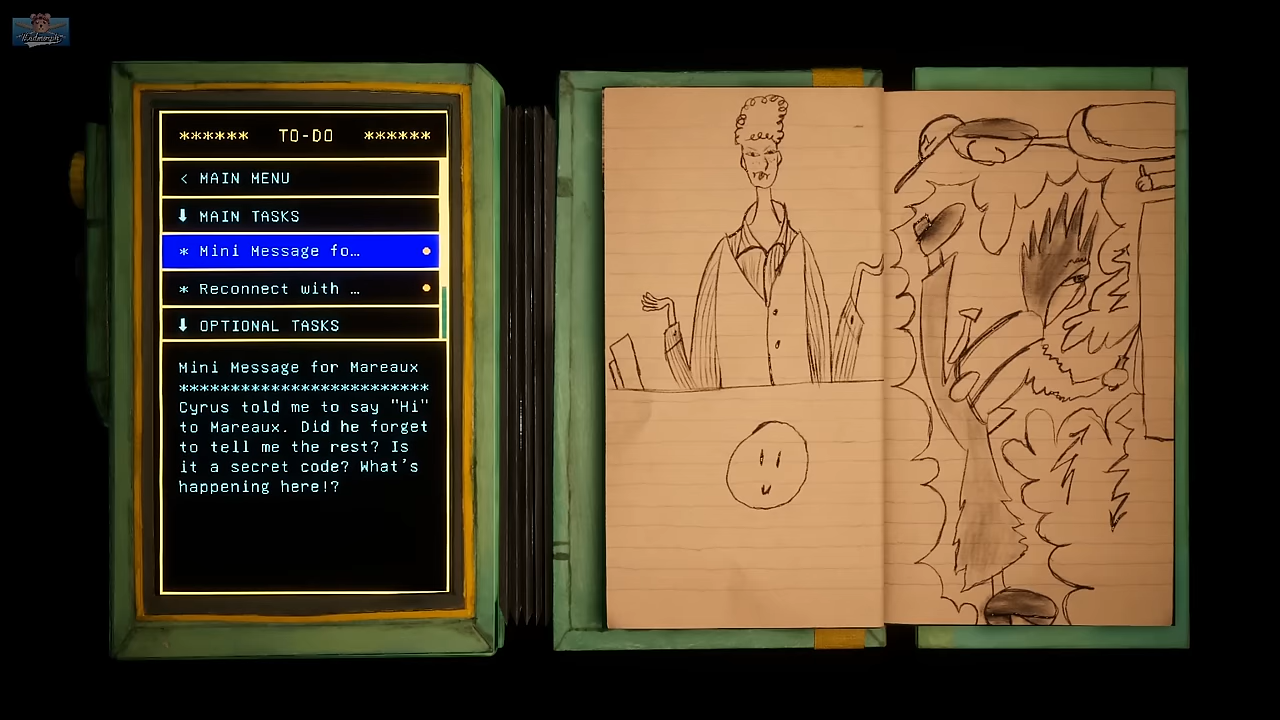 ****** TO-DO ******
< MAIN MENU
⬇ MAIN TASKS
* Mini Message fo…
* Reconnect with …
⬇ OPTIONAL TASKS
Mini Message for Mareaux
*************************
Cyrus told me to say "Hi"
to Mareaux. Did he forget
to tell me the rest? Is
it a secret code? What's
happening here!?